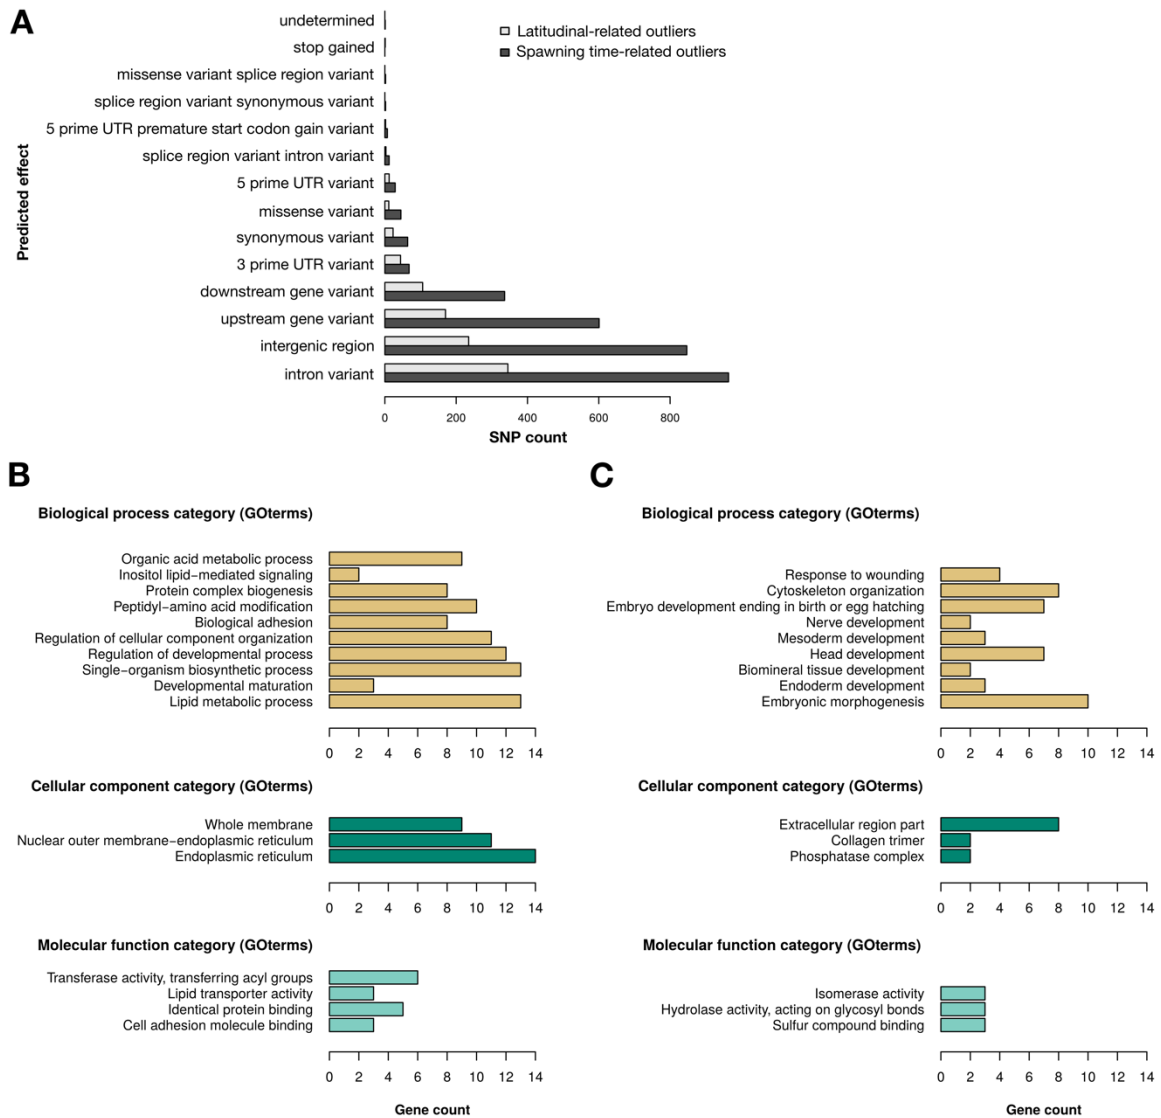 A
Latitudinal-related outliers
Spawning time-related outliers
Predicted effect
undetermined
stop gained
missense variant splice region variant
splice region variant synonymous variant
5 prime UTR premature start codon gain variant
splice region variant intron variant
5 prime UTR variant
missense variant
synonymous variant
3 prime UTR variant
downstream gene variant
upstream gene variant
intergenic region
intron variant
0 200 400 600 800
SNP count
B
Biological process category (GOterms)
Organic acid metabolic process
Inositol lipid−mediated signaling
Protein complex biogenesis
Peptidyl−amino acid modification
Biological adhesion
Regulation of cellular component organization
Regulation of developmental process
Single−organism biosynthetic process
Developmental maturation
Lipid metabolic process
0 2 4 6 8 10 12 14
Cellular component category (GOterms)
Whole membrane
Nuclear outer membrane−endoplasmic reticulum
Endoplasmic reticulum
0 2 4 6 8 10 12 14
Molecular function category (GOterms)
Transferase activity, transferring acyl groups
Lipid transporter activity
Identical protein binding
Cell adhesion molecule binding
0 2 4 6 8 10 12 14
Gene count
C
Biological process category (GOterms)
Response to wounding
Cytoskeleton organization
Embryo development ending in birth or egg hatching
Nerve development
Mesoderm development
Head development
Biomineral tissue development
Endoderm development
Embryonic morphogenesis
0 2 4 6 8 10 12 14
Cellular component category (GOterms)
Extracellular region part
Collagen trimer
Phosphatase complex
0 2 4 6 8 10 12 14
Molecular function category (GOterms)
Isomerase activity
Hydrolase activity, acting on glycosyl bonds
Sulfur compound binding
0 2 4 6 8 10 12 14
Gene count